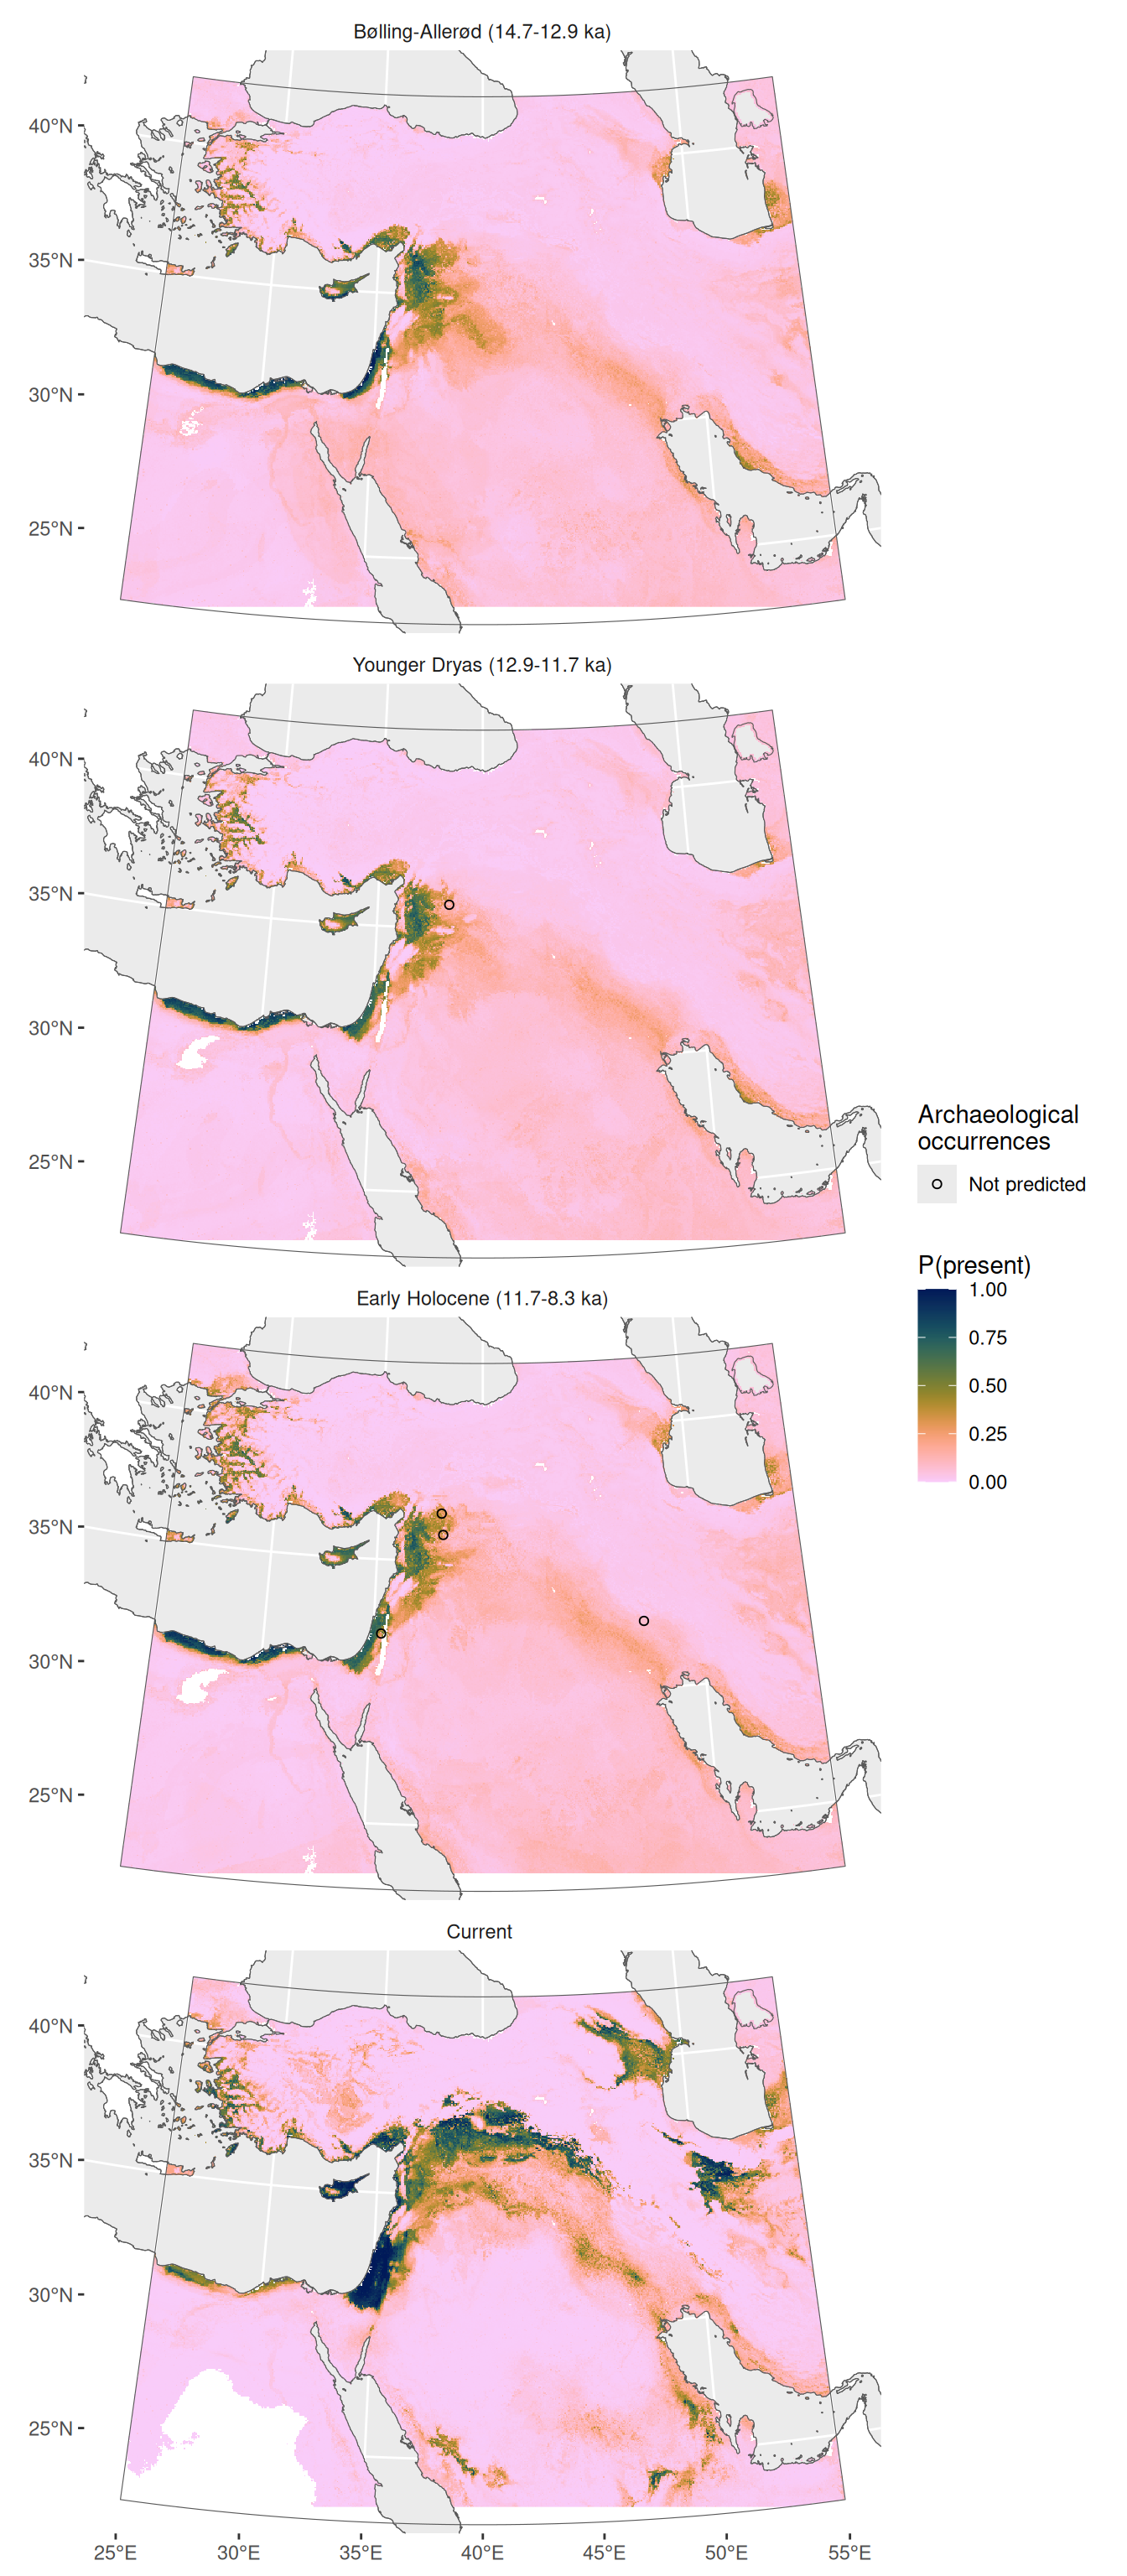 Bølling-Allerød (14.7-12.9 ka)
40°N
35°N
30°N
25°N
Younger Dryas (12.9-11.7 ka)
40°N
35°N
30°N
25°N
Archaeological
occurrences
Not predicted
P(present)
1.00
0.75
0.50
0.25
0.00
Early Holocene (11.7-8.3 ka)
40°N
35°N
30°N
25°N
Current
40°N
35°N
30°N
25°N
25°E 30°E 35°E 40°E 45°E 50°E 55°E